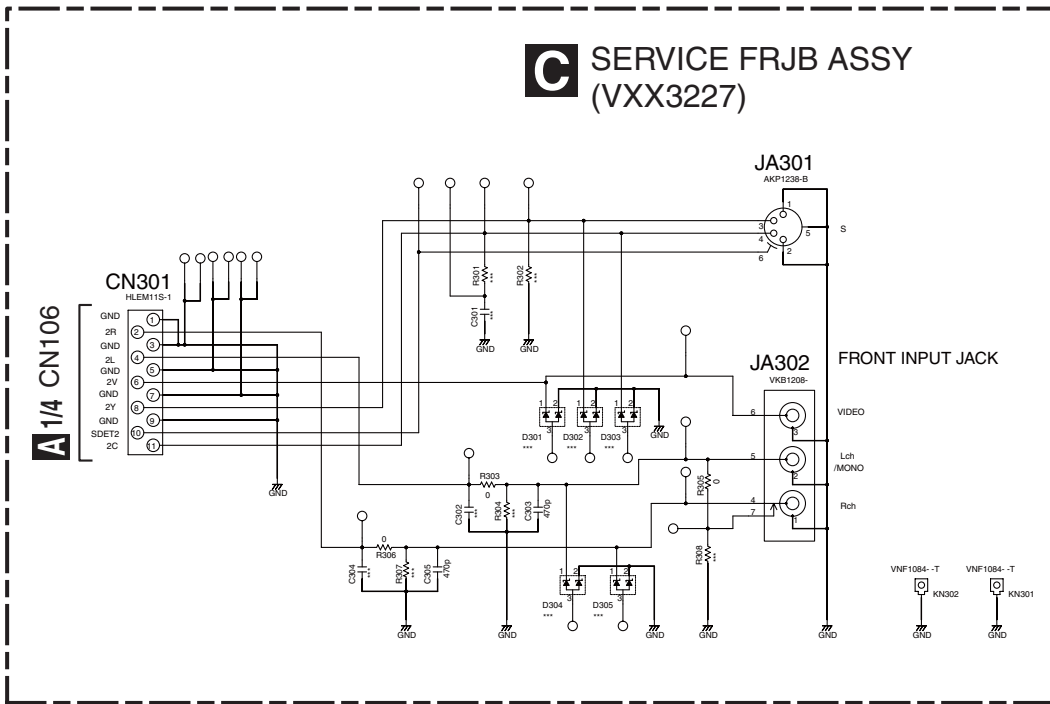 C SERVICE FRJB ASSY
(VXX3227)
JA301
AKP1238-B
1
3
4
5
2
6
S
CN301
HLEM11S-1
A 1/4 CN106
GND 1
2R 2
GND 3
2L 4
GND 5
2V 6
GND 7
2Y 8
GND 9
SDET2 10
2C 11
GND
R301
***
R302
***
C301
***
GND
GND
FRONT INPUT JACK
JA302
VKB1208-
6
3
VIDEO
5
2
Lch
/MONO
4
7
1
Rch
1 2
3
D301
***
1 2
3
D302
***
1 2
3
D303
***
GND
R303
0
C302
***
R304
***
C303
470p
R305
0
0
R306
C304
***
R307
***
C305
470p
R308
***
1 2
3
D304
***
1 2
3
D305
***
GND
GND
GND
GND
GND
VNF1084- -T
KN302
GND
VNF1084- -T
KN301
GND